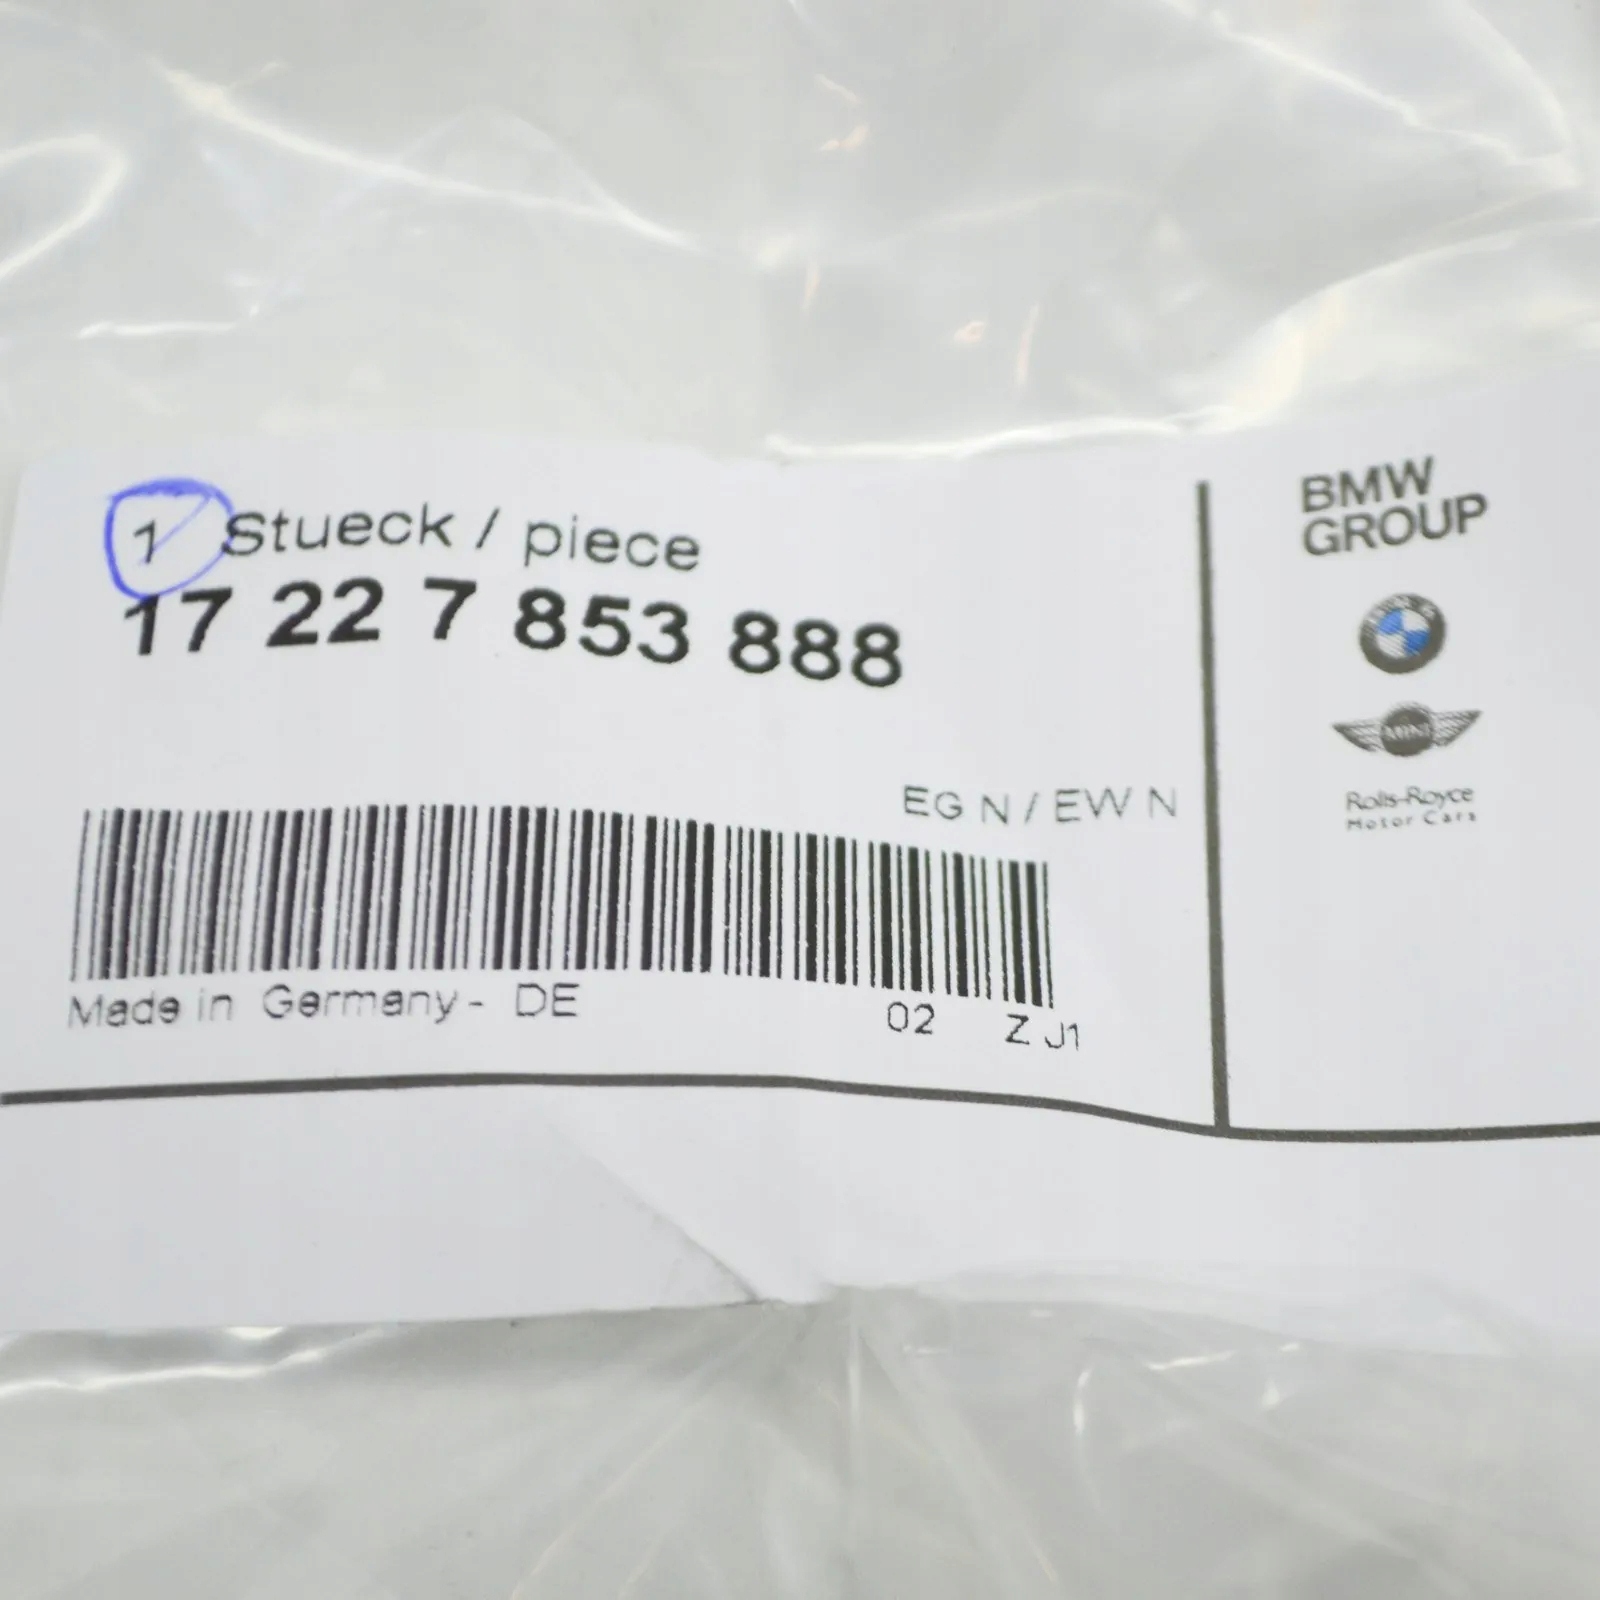 1 Stueck / piece
17 22 7 853 888
EG N / EW N
Made in Germany - DE 02 Z J1
BMW
GROUP
MINI
Rolls-Royce
Motor Cars